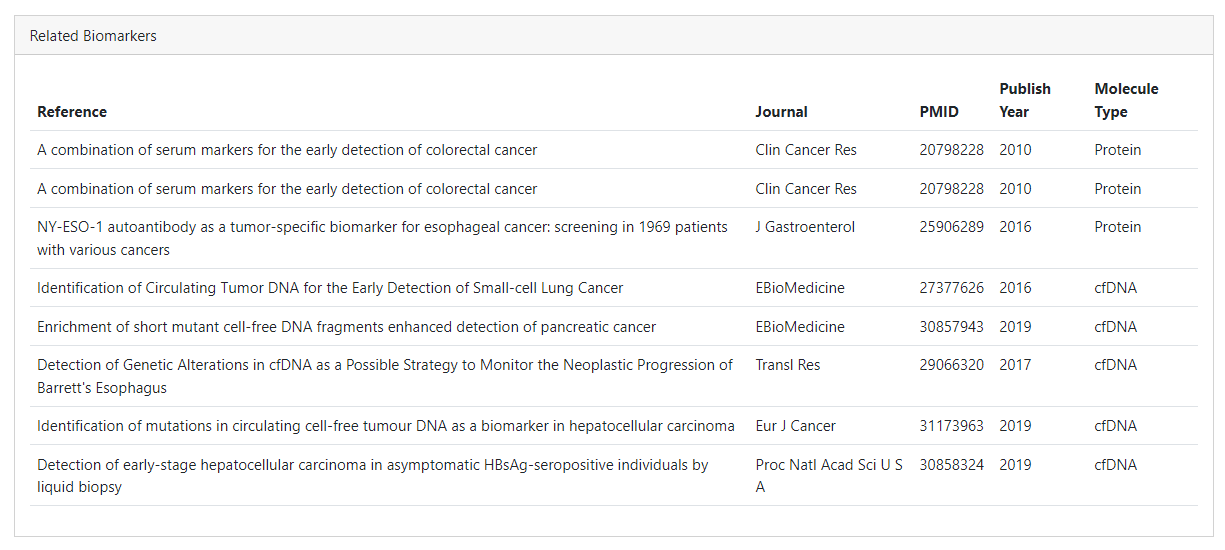 Related Biomarkers
Reference Journal PMID Publish Year Molecule Type
A combination of serum markers for the early detection of colorectal cancer Clin Cancer Res 20798228 2010 Protein
A combination of serum markers for the early detection of colorectal cancer Clin Cancer Res 20798228 2010 Protein
NY-ESO-1 autoantibody as a tumor-specific biomarker for esophageal cancer: screening in 1969 patients J Gastroenterol 25906289 2016 Protein
with various cancers
Identification of Circulating Tumor DNA for the Early Detection of Small-cell Lung Cancer EBioMedicine 27377626 2016 cfDNA
Enrichment of short mutant cell-free DNA fragments enhanced detection of pancreatic cancer EBioMedicine 30857943 2019 cfDNA
Detection of Genetic Alterations in cfDNA as a Possible Strategy to Monitor the Neoplastic Progression of Transl Res 29066320 2017 cfDNA
Barrett's Esophagus
Identification of mutations in circulating cell-free tumour DNA as a biomarker in hepatocellular carcinoma Eur J Cancer 31173963 2019 cfDNA
Detection of early-stage hepatocellular carcinoma in asymptomatic HBsAg-seropositive individuals by Proc Natl Acad Sci U S 30858324 2019 cfDNA
liquid biopsy A